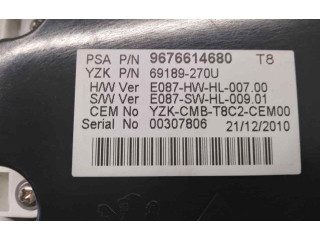 PSA P/N 9676614680 T8
YZK P/N 69189-270U
H/W Ver E087-HW-HL-007.00
S/W Ver E087-SW-HL-009.01
CEM No YZK-CMB-T8C2-CEM00
Serial No 00307806 21/12/2010